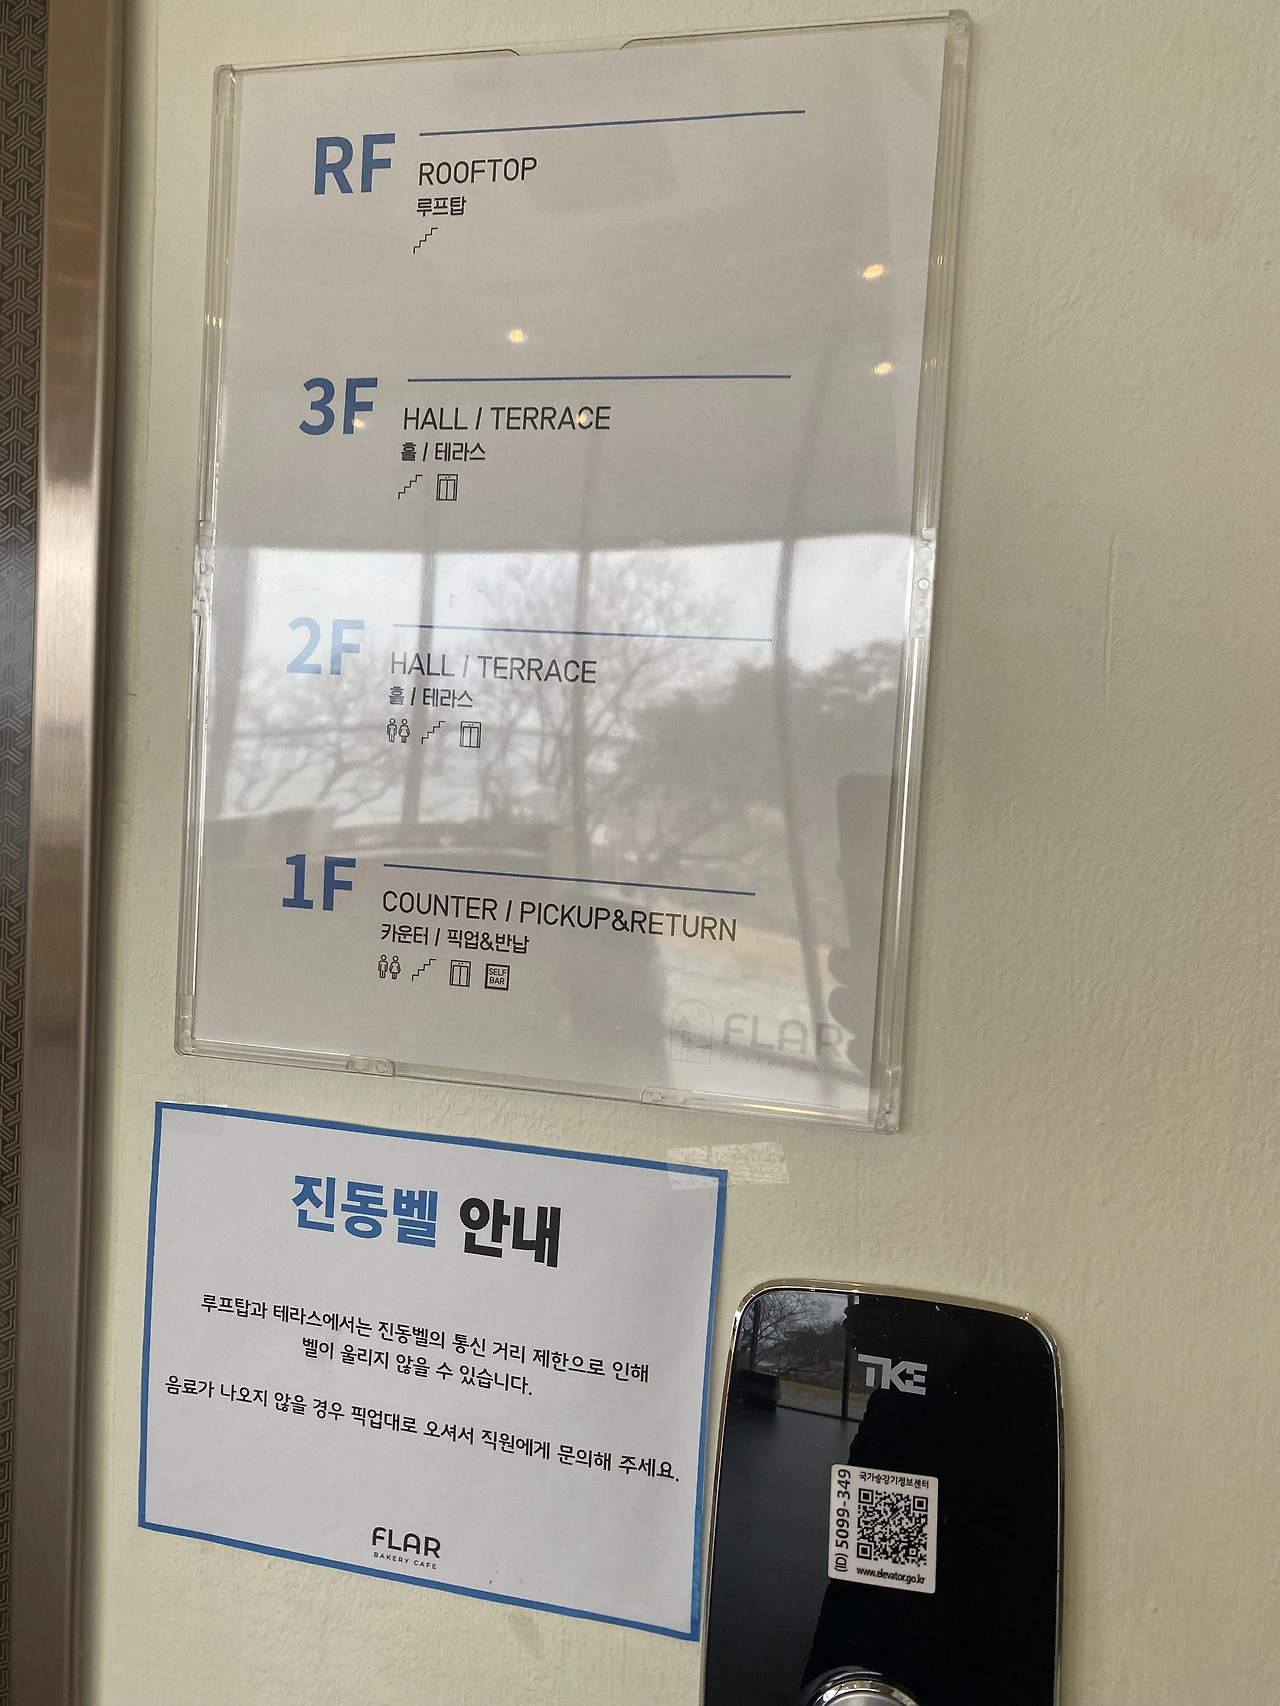 RF
ROOFTOP
루프탑
3F
HALL / TERRACE
홀 / 테라스
2F
HALL / TERRACE
홀 / 테라스
1F
COUNTER / PICKUP&RETURN
카운터 / 픽업&반납
SELF
BAR
FLAR
BAKERY CAFE
진동벨 안내
루프탑과 테라스에서는 진동벨의 통신 거리 제한으로 인해
벨이 울리지 않을 수 있습니다.
음료가 나오지 않을 경우 픽업대로 오셔서 직원에게 문의해 주세요.
FLAR
BAKERY CAFE
TKE
국가승강기정보센터
(ID) 5099-349
www.elevator.go.kr